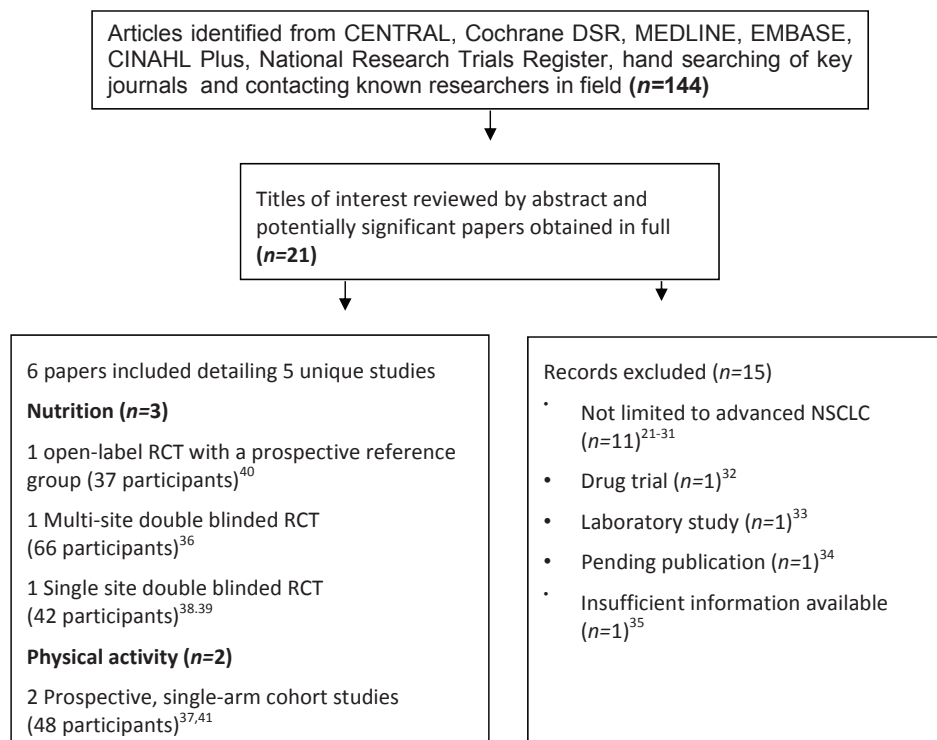 Articles identified from CENTRAL, Cochrane DSR, MEDLINE, EMBASE,
CINAHL Plus, National Research Trials Register, hand searching of key
journals and contacting known researchers in field (n=144)
Titles of interest reviewed by abstract and
potentially significant papers obtained in full
(n=21)
6 papers included detailing 5 unique studies
Nutrition (n=3)
1 open-label RCT with a prospective reference
group (37 participants)40
1 Multi-site double blinded RCT
(66 participants)36
1 Single site double blinded RCT
(42 participants)38.39
Physical activity (n=2)
2 Prospective, single-arm cohort studies
(48 participants)37,41
Records excluded (n=15)
• Not limited to advanced NSCLC
(n=11)21-31
• Drug trial (n=1)32
• Laboratory study (n=1)33
• Pending publication (n=1)34
• Insufficient information available
(n=1)35